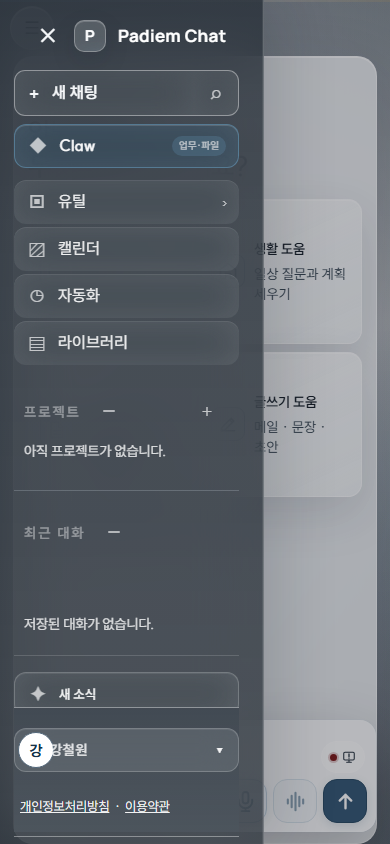 P Padiem Chat
+ 새 채팅
Claw 업무·파일
유틸 ›
캘린더
자동화
라이브러리
프로젝트 — +
아직 프로젝트가 없습니다.
최근 대화 —
저장된 대화가 없습니다.
새 소식
강 강철원 ▼
개인정보처리방침 · 이용약관
생활 도움
일상 질문과 계획
세우기
글쓰기 도움
메일 · 문장 ·
초안